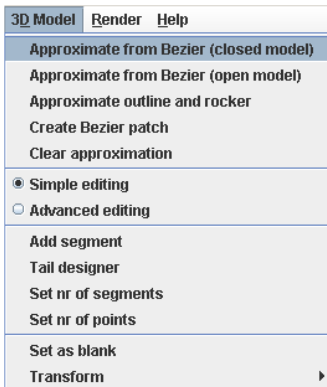 3D Model Render Help
Approximate from Bezier (closed model)
Approximate from Bezier (open model)
Approximate outline and rocker
Create Bezier patch
Clear approximation
Simple editing
Advanced editing
Add segment
Tail designer
Set nr of segments
Set nr of points
Set as blank
Transform